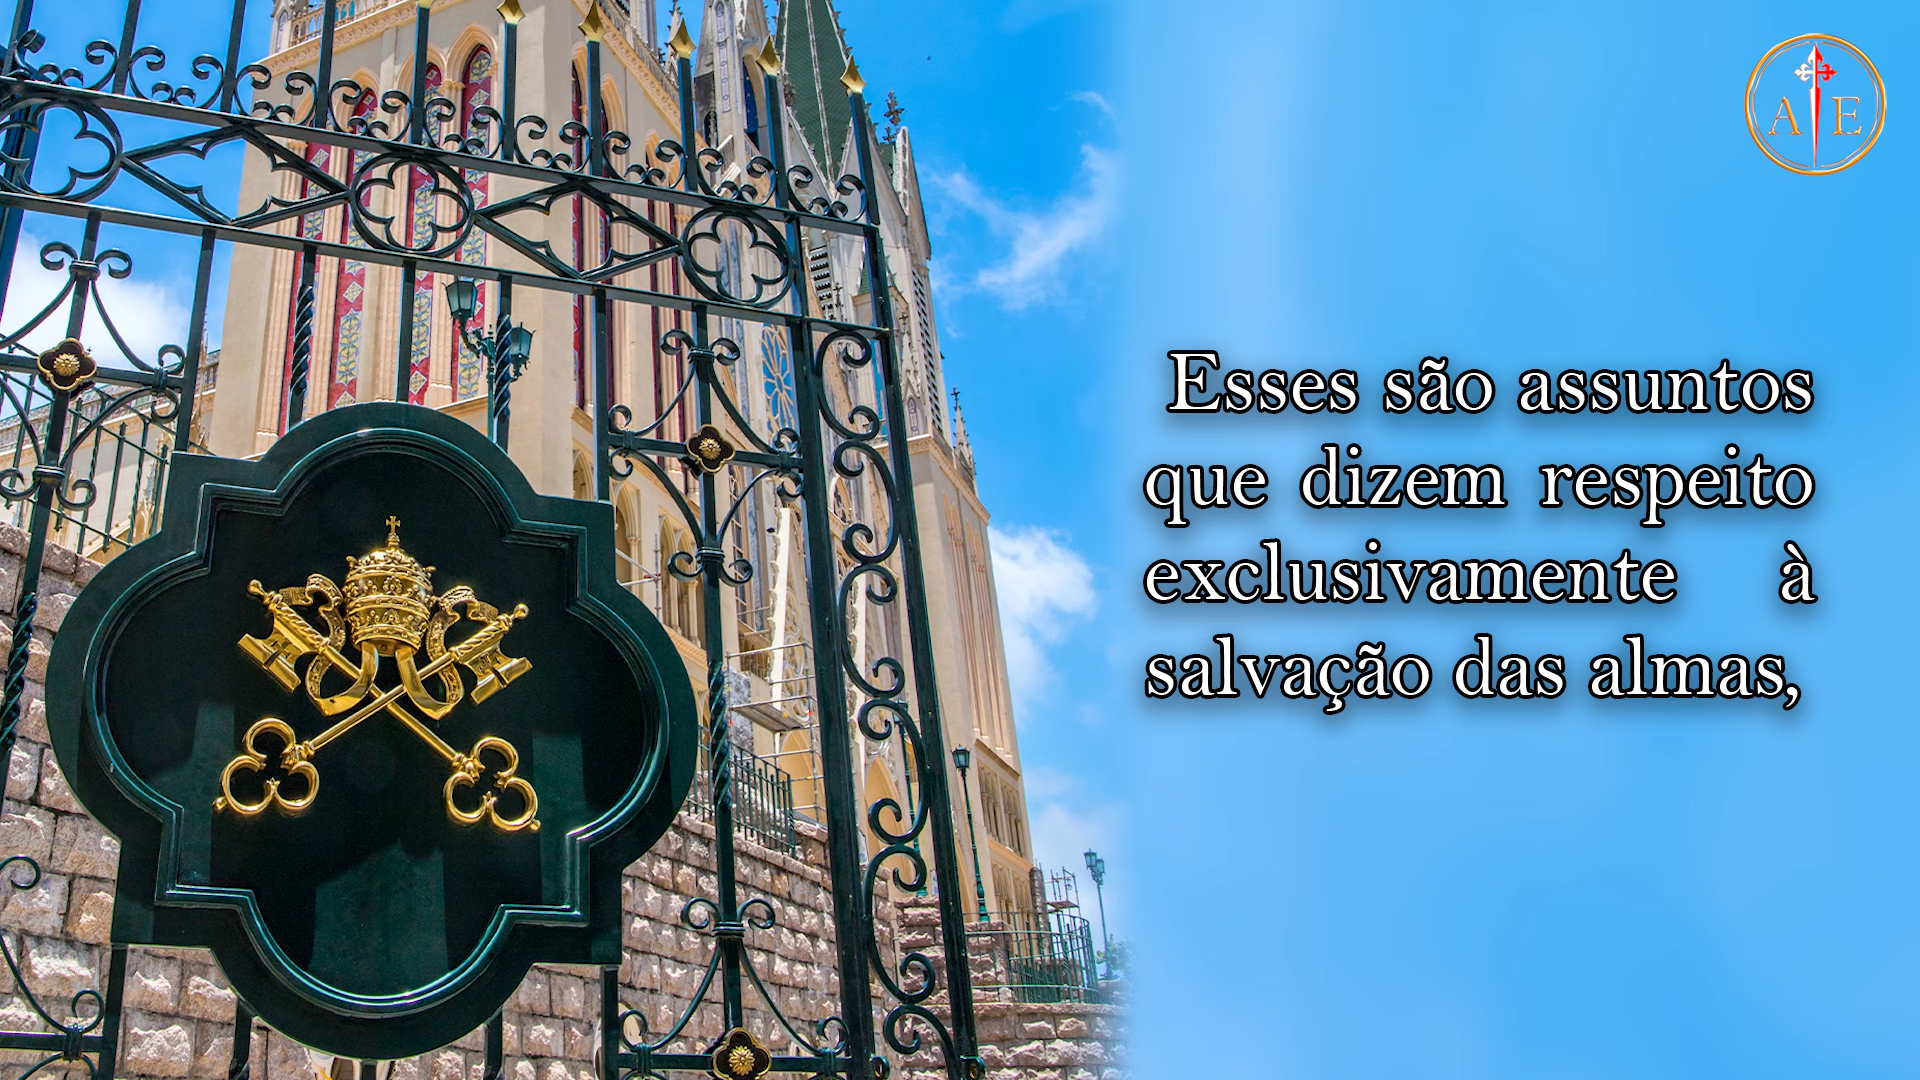 A E
Esses são assuntos
que dizem respeito
exclusivamente à
salvação das almas,